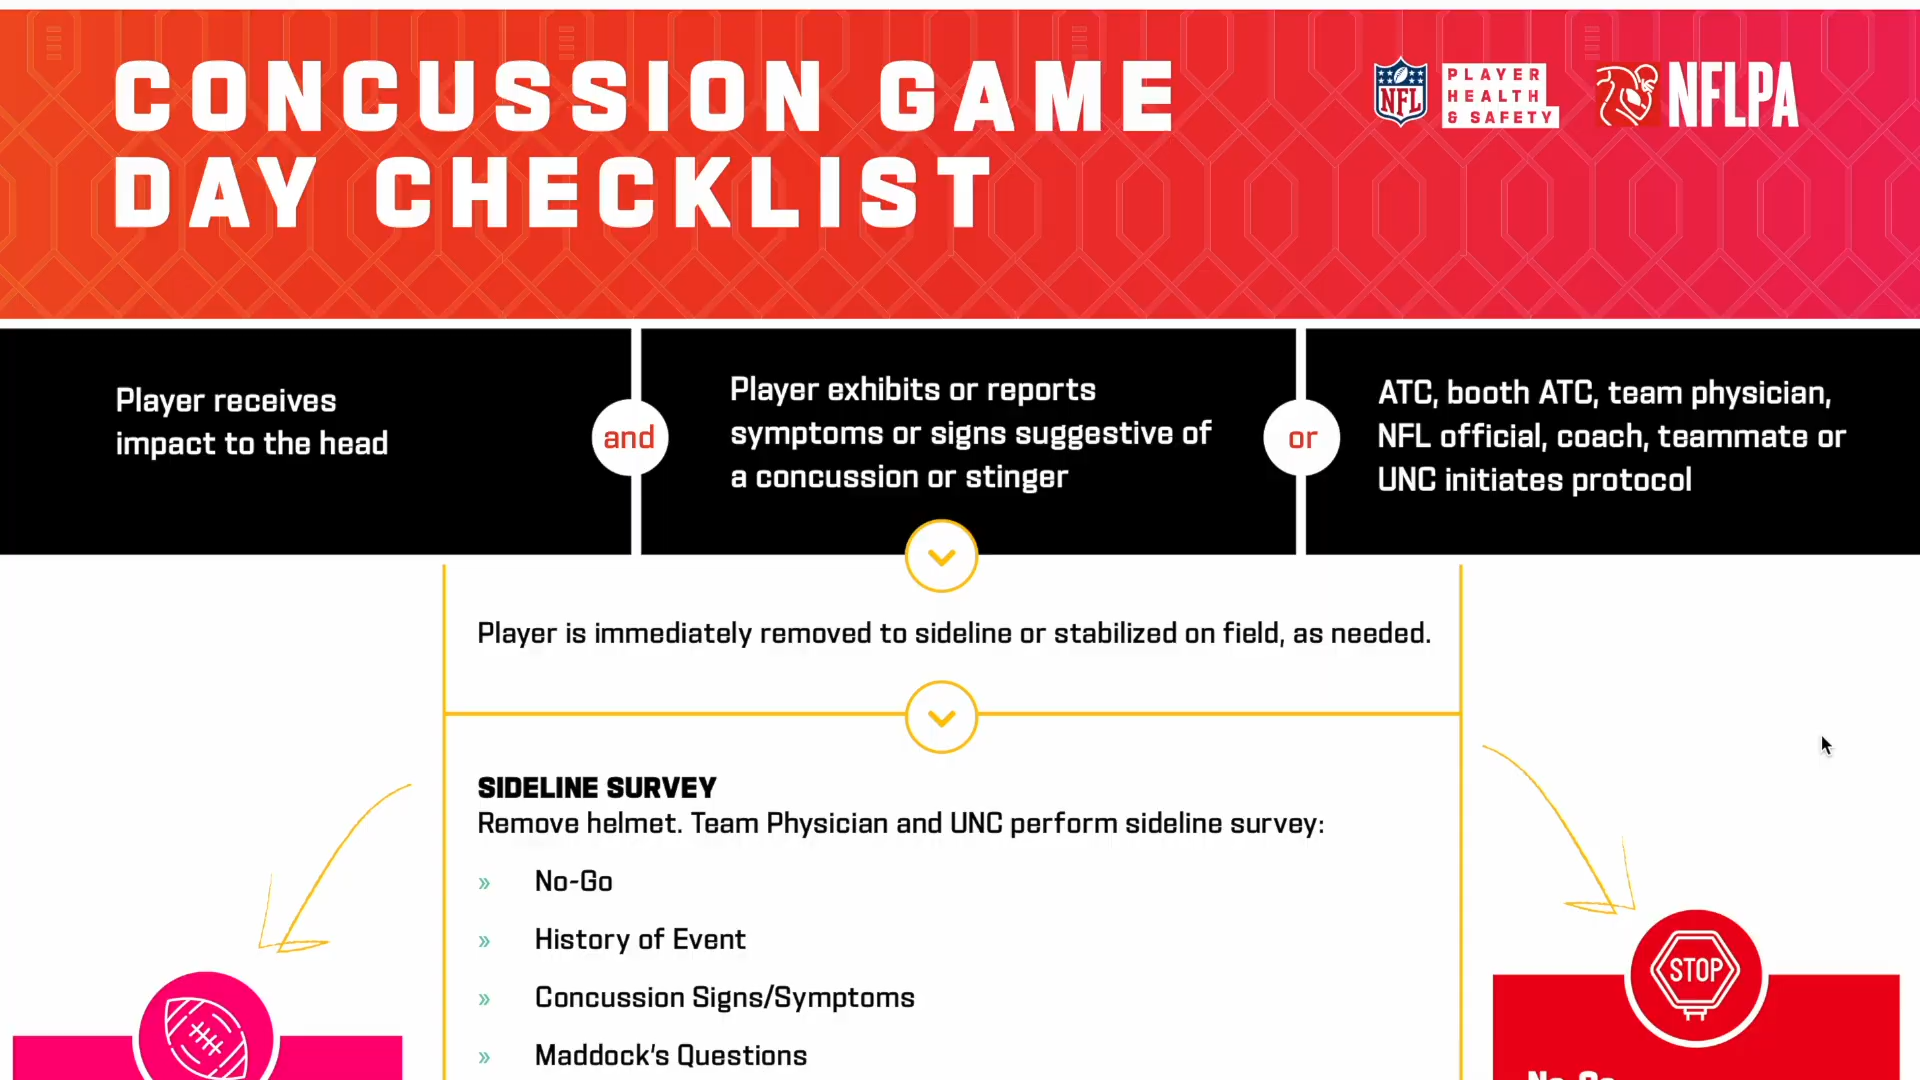 CONCUSSION GAME
DAY CHECKLIST
NFL
PLAYER
HEALTH
& SAFETY
NFLPA
Player receives
impact to the head
and
Player exhibits or reports
symptoms or signs suggestive of
a concussion or stinger
or
ATC, booth ATC, team physician,
NFL official, coach, teammate or
UNC initiates protocol
Player is immediately removed to sideline or stabilized on field, as needed.
SIDELINE SURVEY
Remove helmet. Team Physician and UNC perform sideline survey:
» No-Go
» History of Event
» Concussion Signs/Symptoms
» Maddock's Questions
STOP